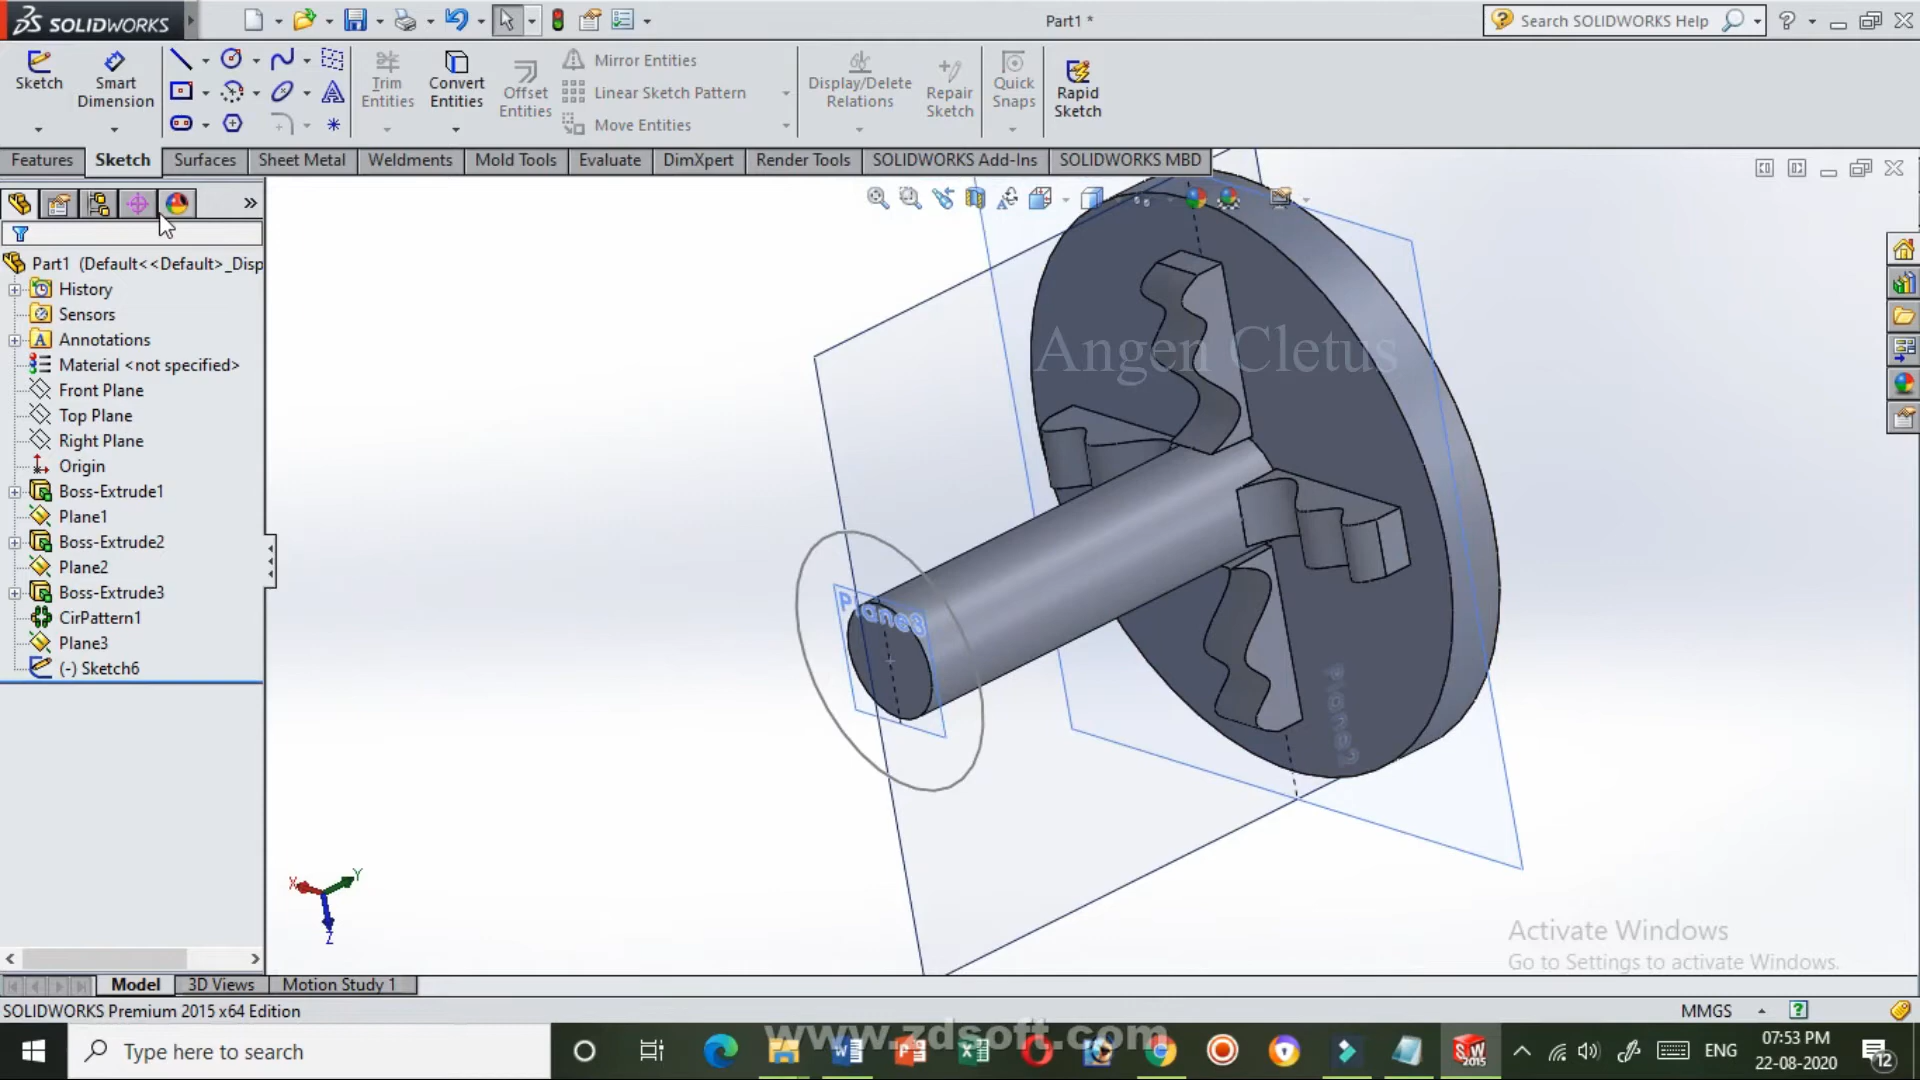 SOLIDWORKS
Part1 *
Search SOLIDWORKS Help
Sketch
Smart Dimension
Trim Entities
Convert Entities
Offset Entities
Mirror Entities
Linear Sketch Pattern
Move Entities
Display/Delete Relations
Repair Sketch
Quick Snaps
Rapid Sketch
Features
Sketch
Surfaces
Sheet Metal
Weldments
Mold Tools
Evaluate
DimXpert
Render Tools
SOLIDWORKS Add-Ins
SOLIDWORKS MBD
Part1 (Default<<Default>_Disp
History
Sensors
Annotations
Material <not specified>
Front Plane
Top Plane
Right Plane
Origin
Boss-Extrude1
Plane1
Boss-Extrude2
Plane2
Boss-Extrude3
CirPattern1
Plane3
(-) Sketch6
Angen Cletus
Plane3
Plane2
X
Y
Z
Activate Windows
Go to Settings to activate Windows.
Model
3D Views
Motion Study 1
SOLIDWORKS Premium 2015 x64 Edition
MMGS
www.zdsoft.com
Type here to search
ENG
07:53 PM
22-08-2020
12